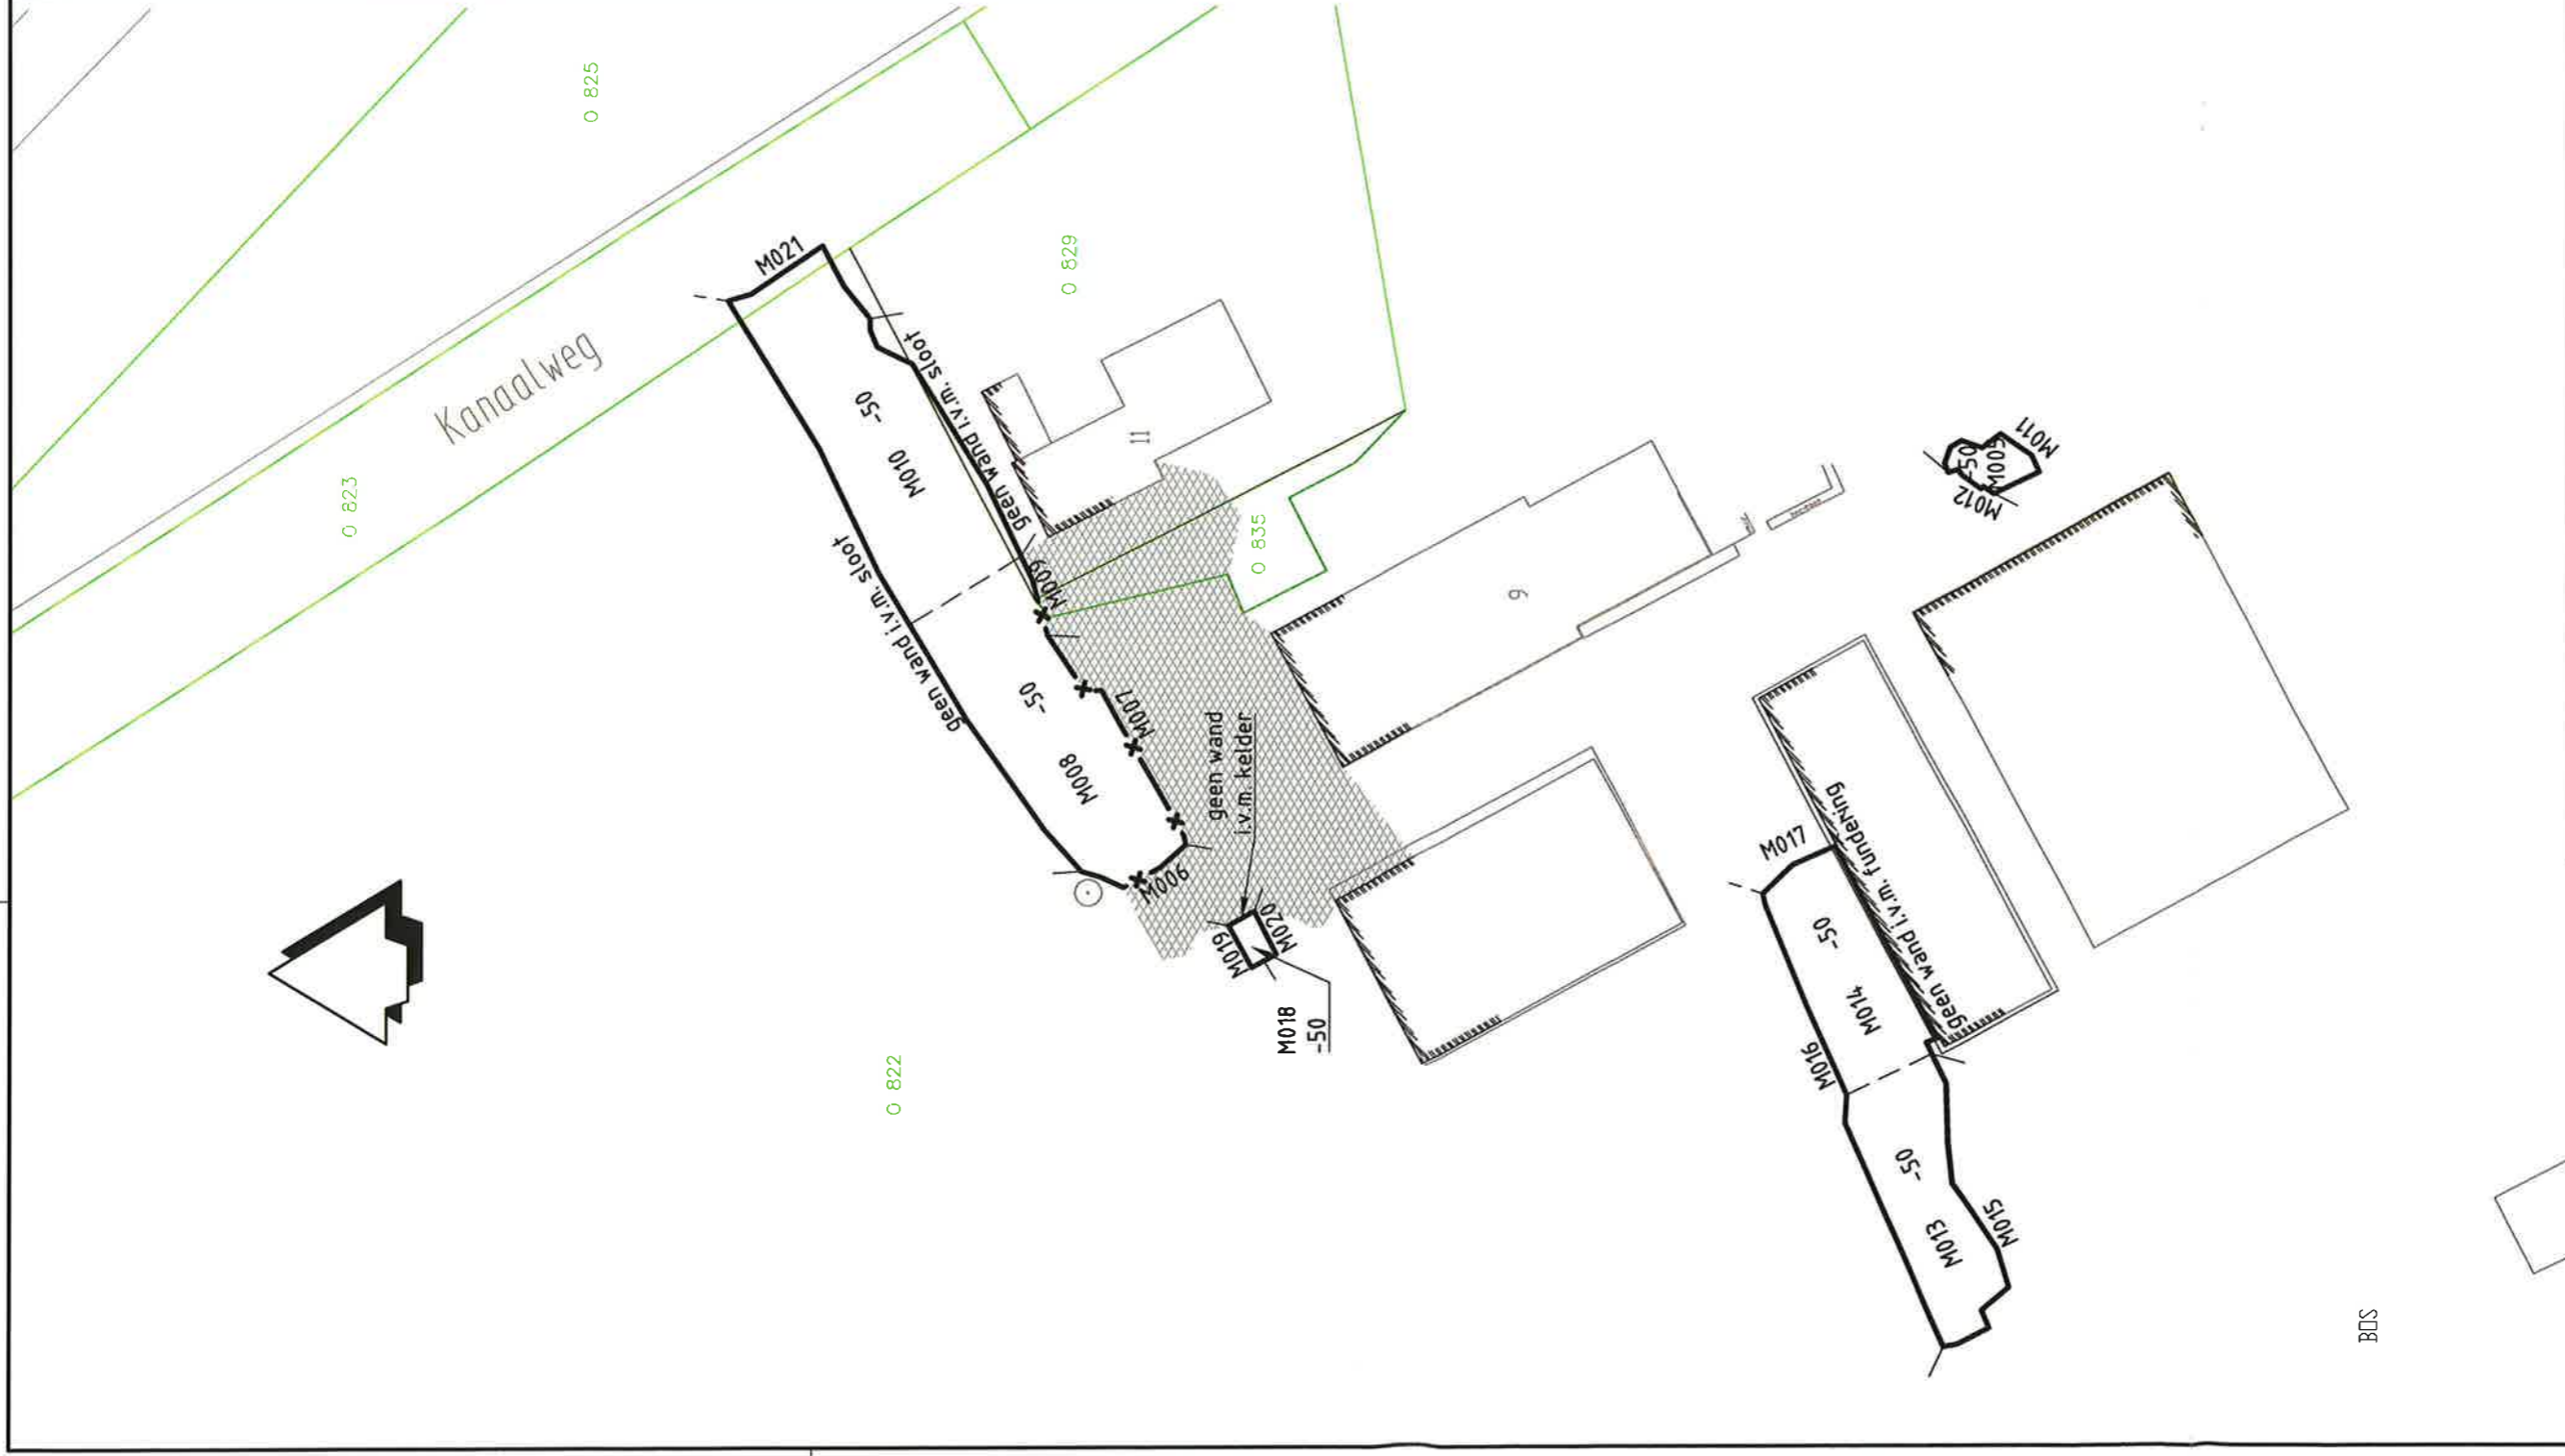 O 825
O 823
Kanaalweg
M021
O 829
-50
M010
geen wand i.v.m. sloot
11
geen wand i.v.m. sloot
M009
-50
M008
M007
M006
O 835
geen wand
i.v.m. kelder
M019
M020
M018
-50
9
M011
-50
M005
M012
O 822
M017
geen wand i.v.m. fundering
-50
M014
M016
-50
M013
M015
BOS